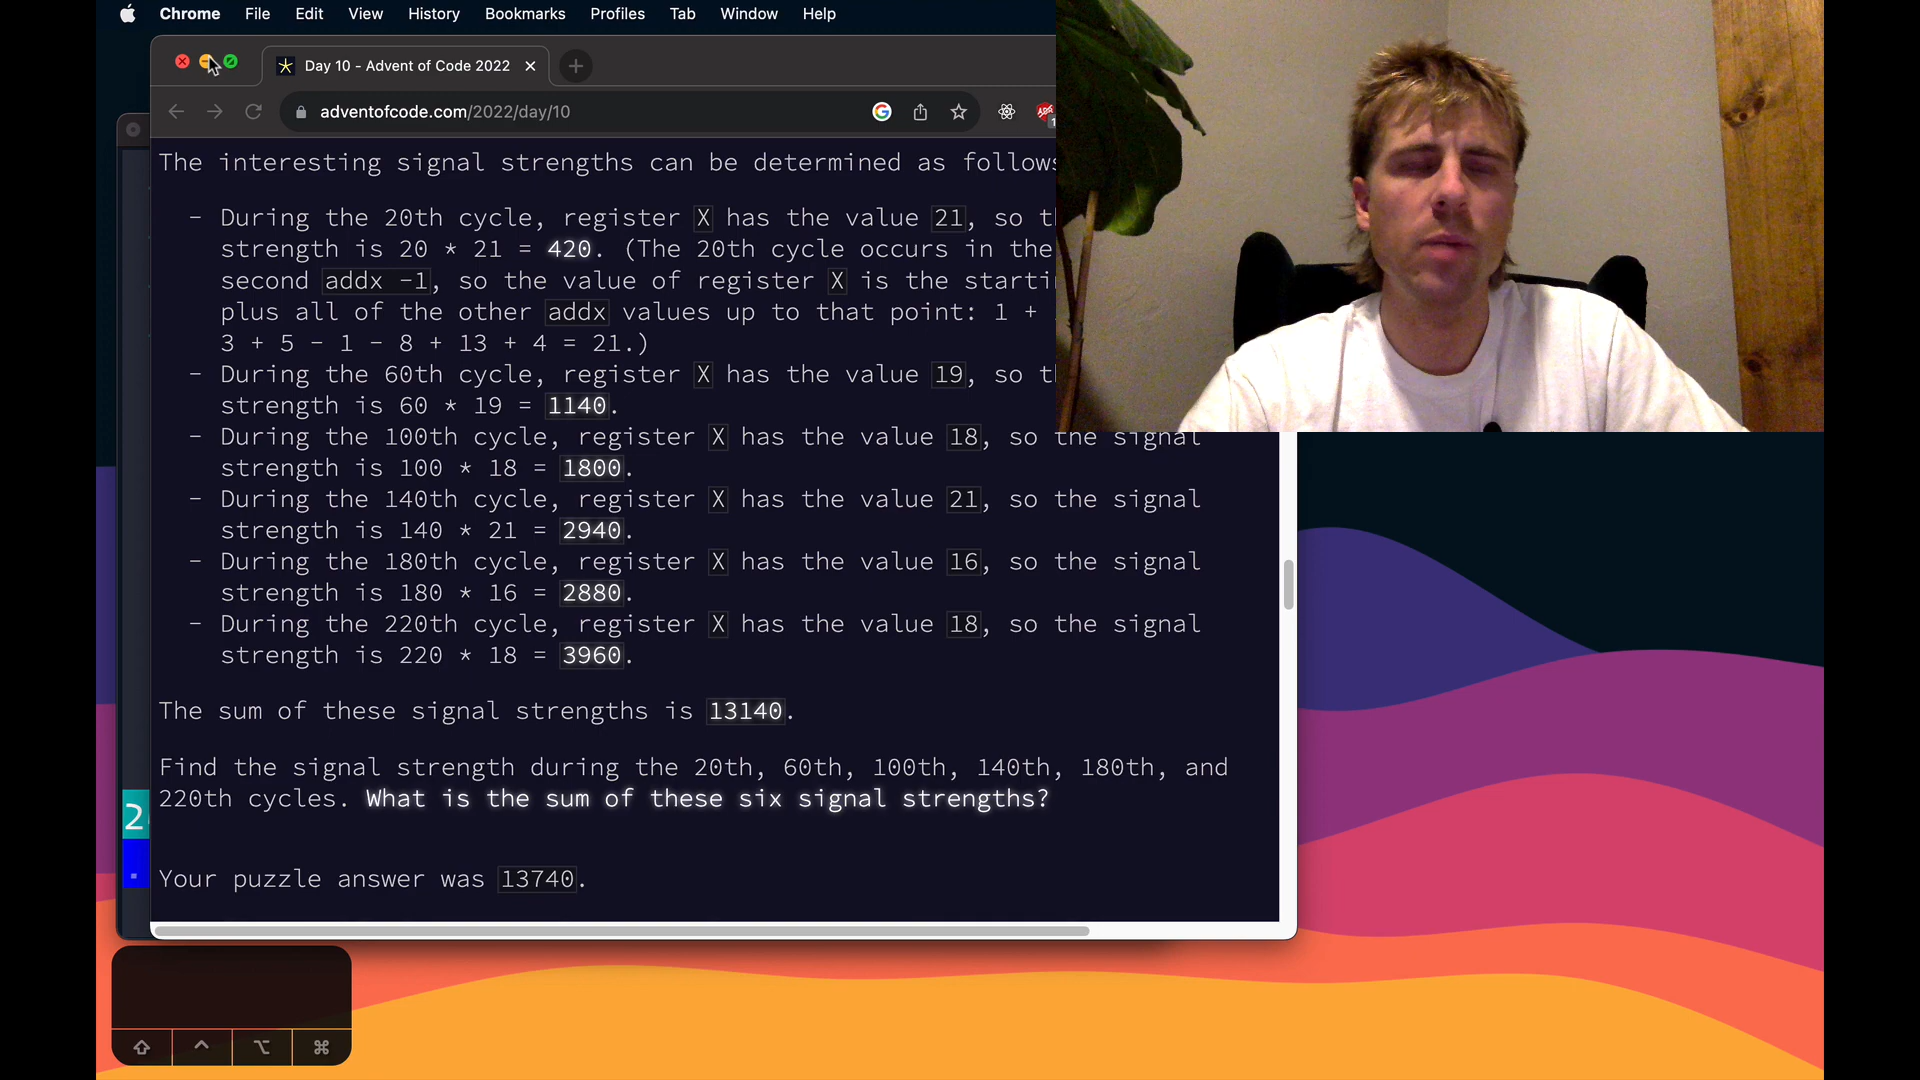 Chrome File Edit View History Bookmarks Profiles Tab Window Help
Day 10 - Advent of Code 2022
adventofcode.com/2022/day/10
The interesting signal strengths can be determined as follows
- During the 20th cycle, register X has the value 21, so
strength is 20 * 21 = 420. (The 20th cycle occurs in the
second addx -1, so the value of register X is the
plus all of the other addx values up to that point: 1 +
3 + 5 - 1 - 8 + 13 + 4 = 21.)
- During the 60th cycle, register X has the value 19, so
strength is 60 * 19 = 1140.
- During the 100th cycle, register X has the value 18, so the signal
strength is 100 * 18 = 1800.
- During the 140th cycle, register X has the value 21, so the signal
strength is 140 * 21 = 2940.
- During the 180th cycle, register X has the value 16, so the signal
strength is 180 * 16 = 2880.
- During the 220th cycle, register X has the value 18, so the signal
strength is 220 * 18 = 3960.
The sum of these signal strengths is 13140.
Find the signal strength during the 20th, 60th, 100th, 140th, 180th, and
220th cycles. What is the sum of these six signal strengths?
2
Your puzzle answer was 13740.